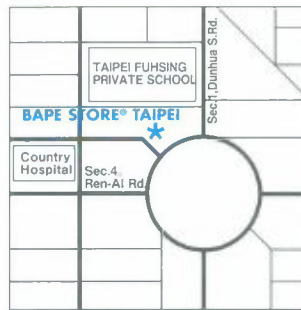 TAIPEI FUHSING
PRIVATE SCHOOL
Sec.1, Dunhua S.Rd.
BAPE STORE® TAIPEI
Country
Hospital
Sec.4
Ren-Ai Rd.